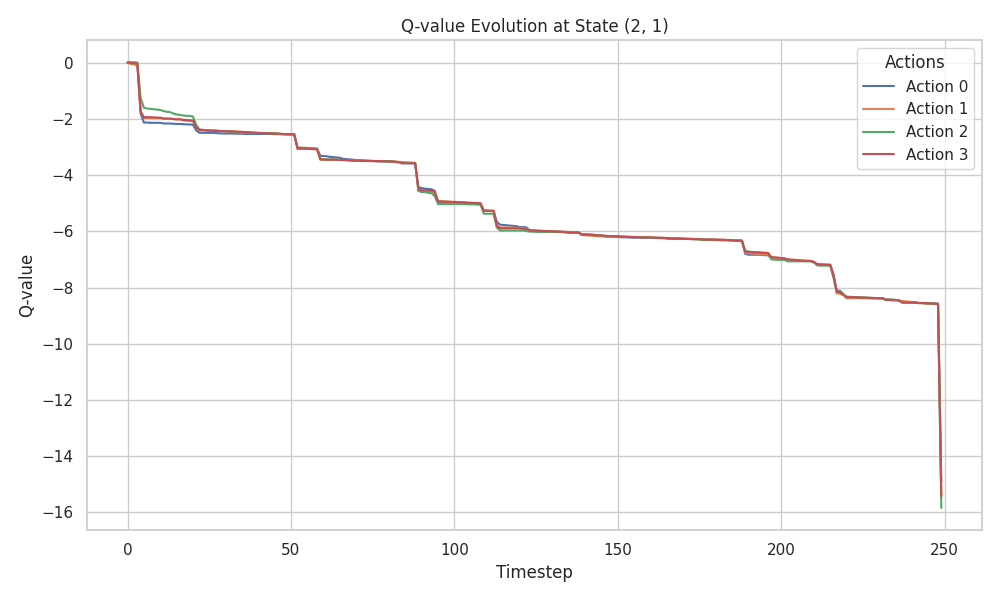 Q-value Evolution at State (2, 1)
Q-value
0
−2
−4
−6
−8
−10
−12
−14
−16
Actions
Action 0
Action 1
Action 2
Action 3
0 50 100 150 200 250
Timestep